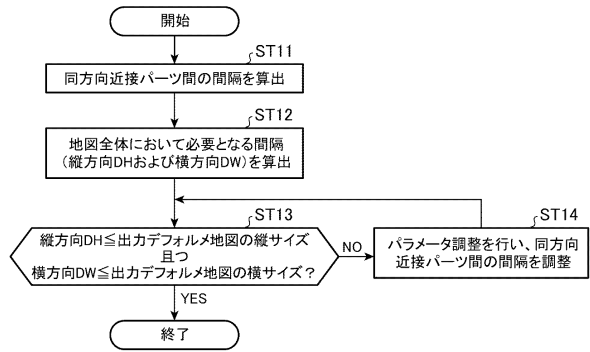 開始
ST11
同方向近接パーツ間の間隔を算出
ST12
地図全体において必要となる間隔
(縦方向DHおよび横方向DW)を算出
ST13
縦方向DH≦出力デフォルメ地図の縦サイズ
且つ
横方向DW≦出力デフォルメ地図の横サイズ?
NO
ST14
パラメータ調整を行い、同方向
近接パーツ間の間隔を調整
YES
終了